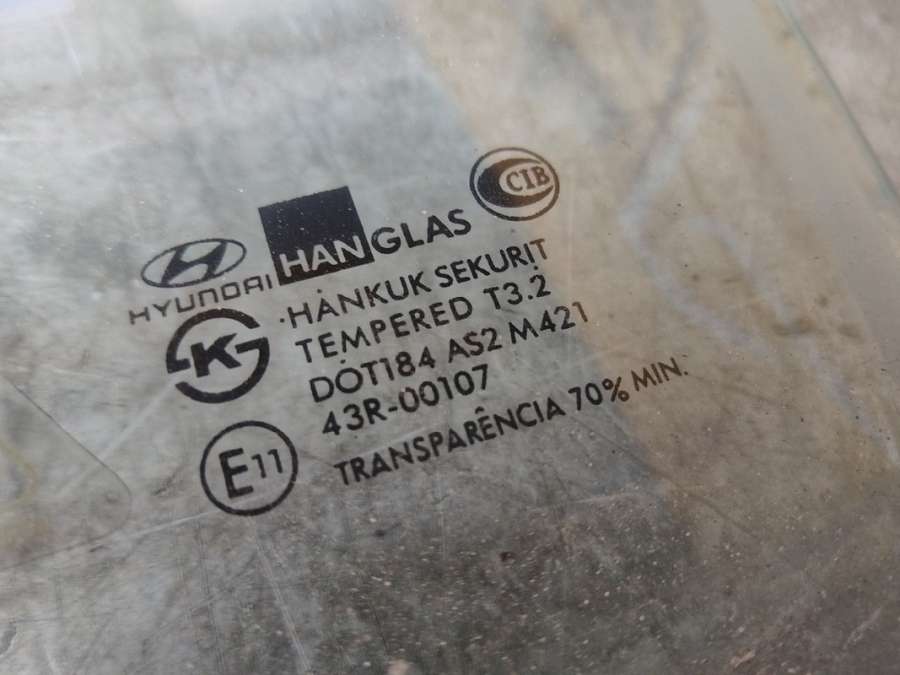 HYUNDAI
HANGLAS
CIB
K
HANKUK SEKURIT
TEMPERED T3.2
DOT184 AS2 M421
43R-00107
E11
TRANSPARÊNCIA 70% MIN.